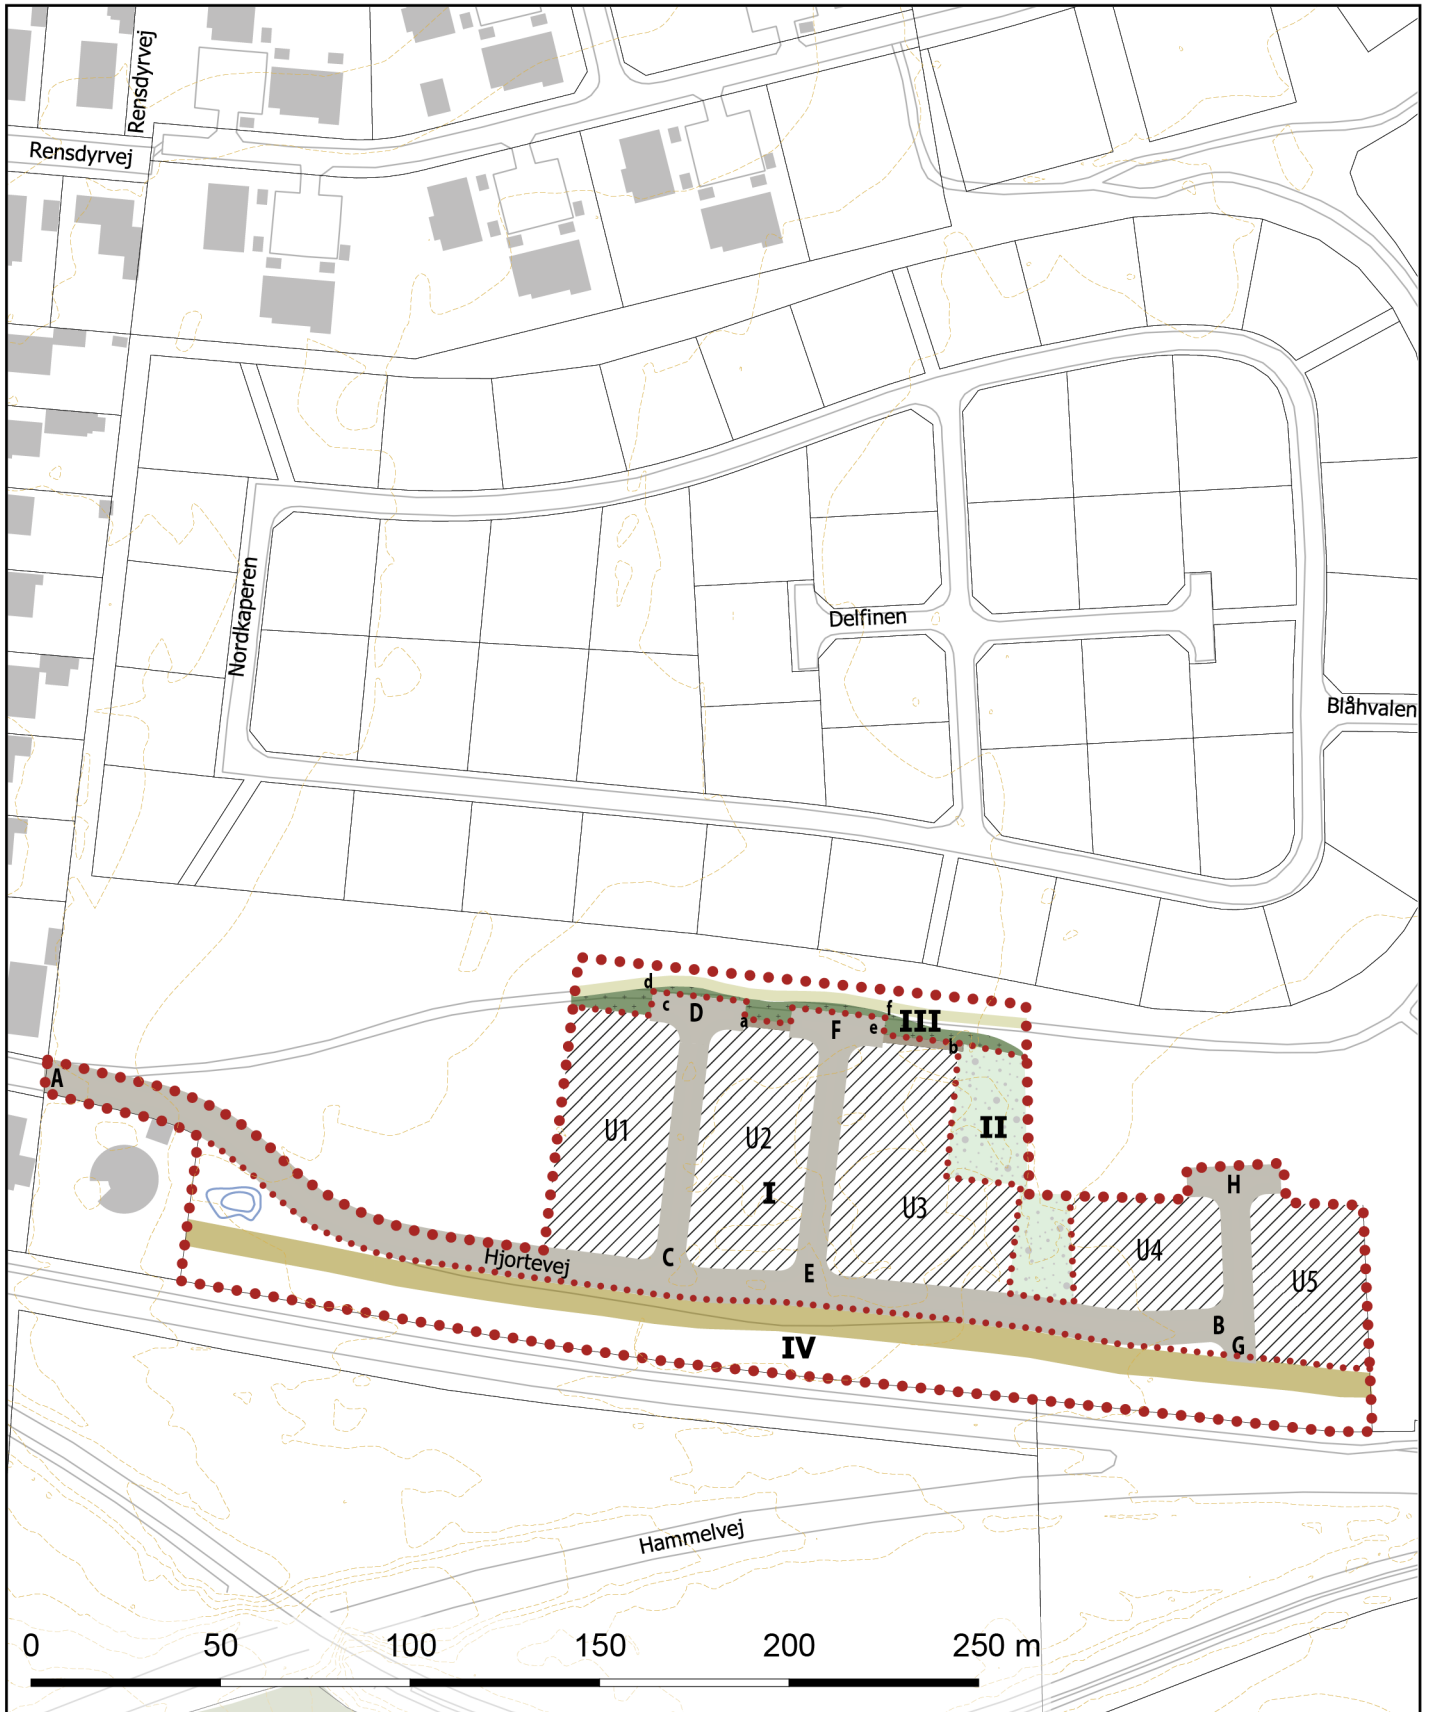 Rensdyrvej
Rensdyrvej
Nordkaperen
Delfinen
Blåhvalen
d
c
D
a
F
e
f
III
b
A
U1
U2
I
U3
II
H
U4
U5
Hjortevej
C
E
B
G
IV
Hammelvej
0 50 100 150 200 250 m